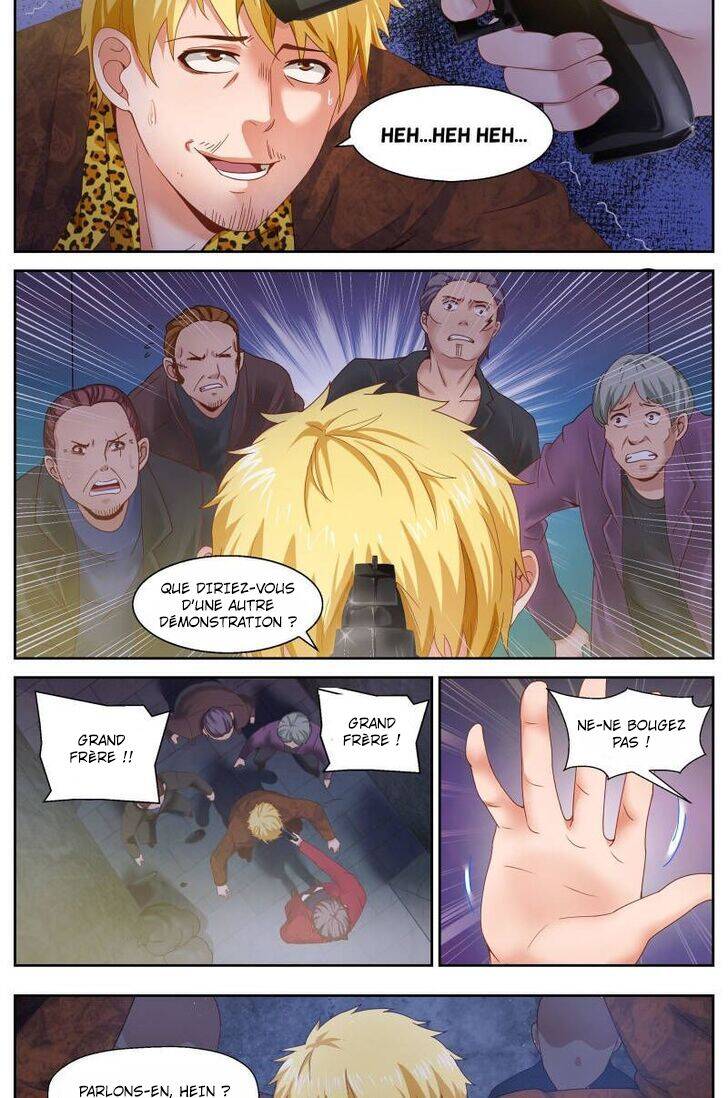 HEH...HEH HEH...
QUE DIRIEZ-VOUS
D'UNE AUTRE
DÉMONSTRATION ?
GRAND
FRÈRE !!
GRAND
FRÈRE !
NE-NE BOUGEZ
PAS !
PARLONS-EN, HEIN ?